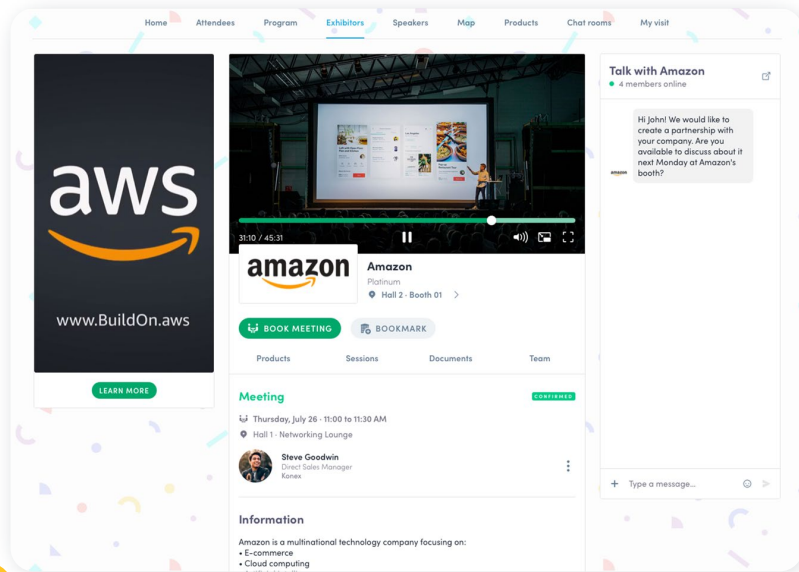 Home Attendees Program Exhibitors Speakers Map Products Chat rooms My visit
aws
www.BuildOn.aws
LEARN MORE
31:10 / 45:31
amazon
Amazon
Platinum
Hall 2 · Booth 01
BOOK MEETING
BOOKMARK
Products Sessions Documents Team
Meeting
CONFIRMED
Thursday, July 26 · 11:00 to 11:30 AM
Hall 1 · Networking Lounge
Steve Goodwin
Direct Sales Manager
Konex
Information
Amazon is a multinational technology company focusing on:
• E-commerce
• Cloud computing
Talk with Amazon
4 members online
Hi John! We would like to
create a partnership with
your company. Are you
available to discuss about it
next Monday at Amazon's
booth?
amazon
Type a message...